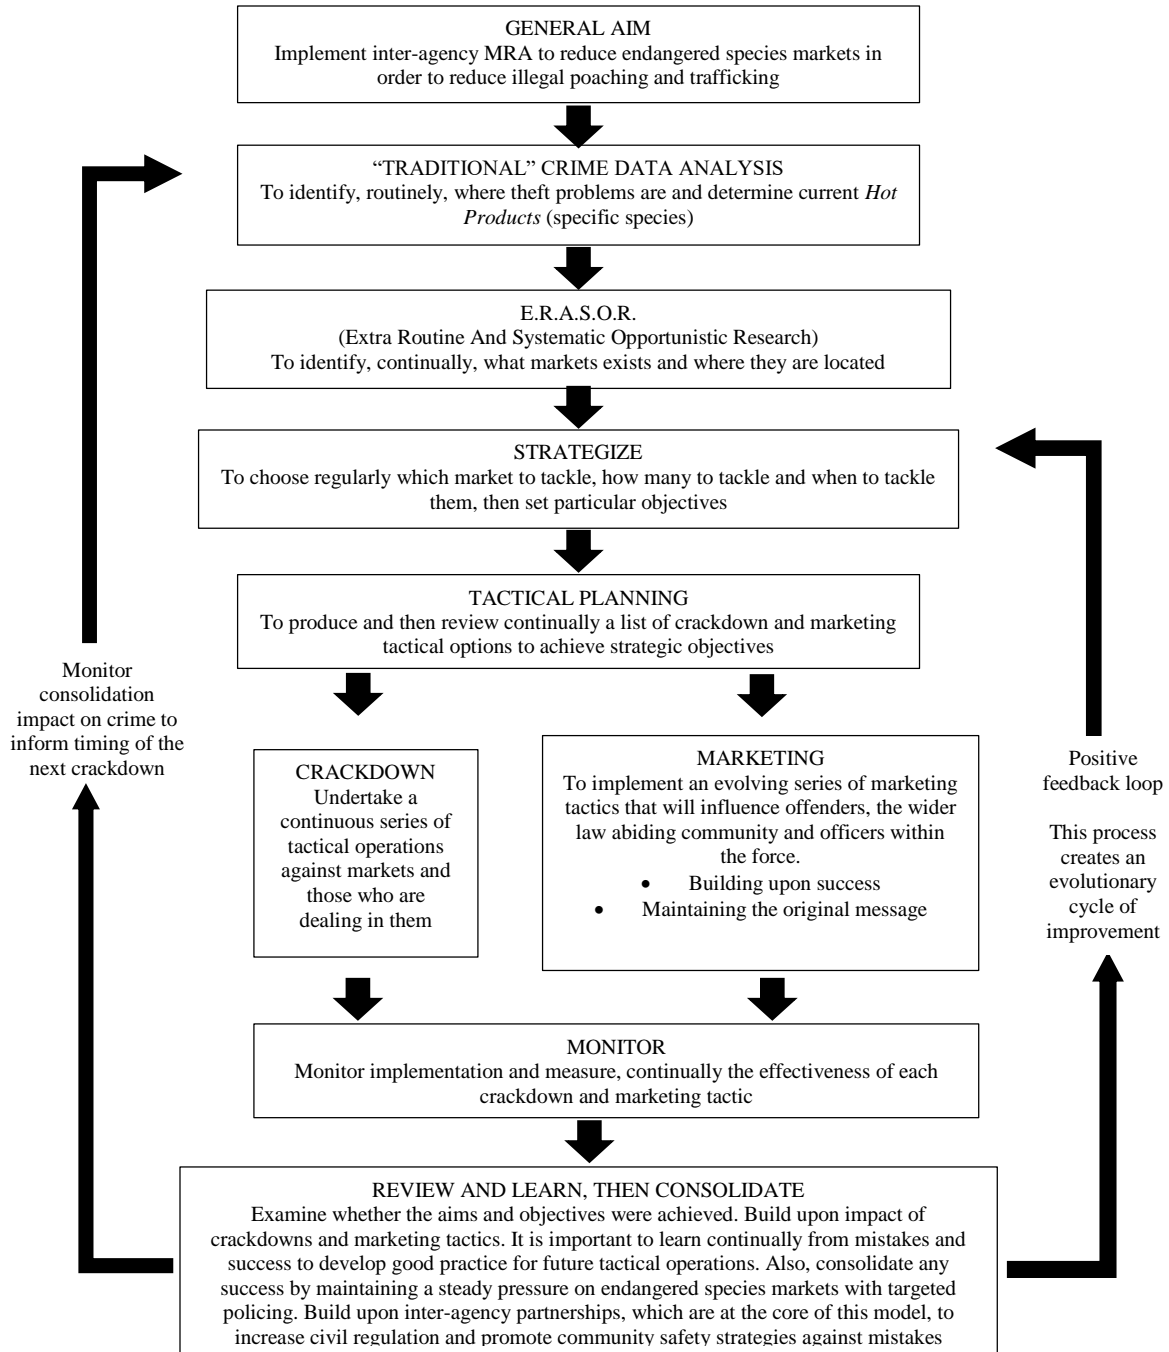 GENERAL AIM
Implement inter-agency MRA to reduce endangered species markets in
order to reduce illegal poaching and trafficking
“TRADITIONAL” CRIME DATA ANALYSIS
To identify, routinely, where theft problems are and determine current Hot
Products (specific species)
E.R.A.S.O.R.
(Extra Routine And Systematic Opportunistic Research)
To identify, continually, what markets exists and where they are located
STRATEGIZE
To choose regularly which market to tackle, how many to tackle and when to tackle
them, then set particular objectives
TACTICAL PLANNING
To produce and then review continually a list of crackdown and marketing
tactical options to achieve strategic objectives
Monitor
consolidation
impact on crime to
inform timing of the
next crackdown
CRACKDOWN
Undertake a
continuous series of
tactical operations
against markets and
those who are
dealing in them
MARKETING
To implement an evolving series of marketing
tactics that will influence offenders, the wider
law abiding community and officers within
the force.
• Building upon success
• Maintaining the original message
Positive
feedback loop
This process
creates an
evolutionary
cycle of
improvement
MONITOR
Monitor implementation and measure, continually the effectiveness of each
crackdown and marketing tactic
REVIEW AND LEARN, THEN CONSOLIDATE
Examine whether the aims and objectives were achieved. Build upon impact of
crackdowns and marketing tactics. It is important to learn continually from mistakes and
success to develop good practice for future tactical operations. Also, consolidate any
success by maintaining a steady pressure on endangered species markets with targeted
policing. Build upon inter-agency partnerships, which are at the core of this model, to
increase civil regulation and promote community safety strategies against mistakes